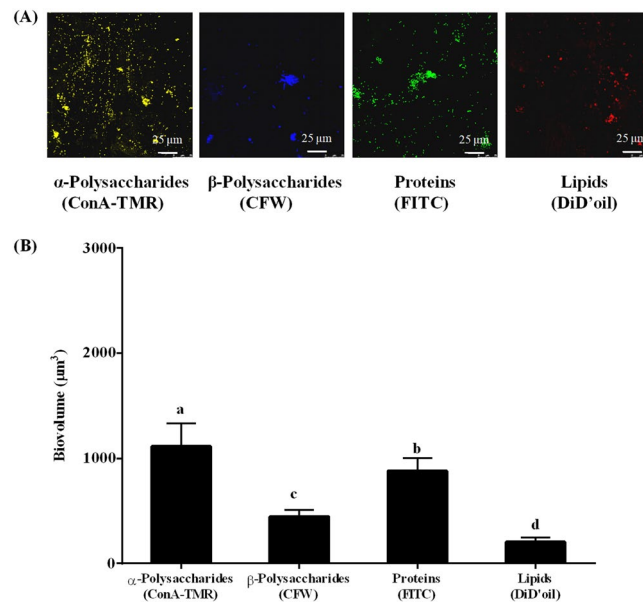 (A)
25 μm
25 μm
25 μm
25 μm
α-Polysaccharides
(ConA-TMR)
β-Polysaccharides
(CFW)
Proteins
(FITC)
Lipids
(DiD'oil)
(B)
Biovolume (μm³)
3000
2000
1000
0
a
c
b
d
α-Polysaccharides
(ConA-TMR)
β-Polysaccharides
(CFW)
Proteins
(FITC)
Lipids
(DiD'oil)